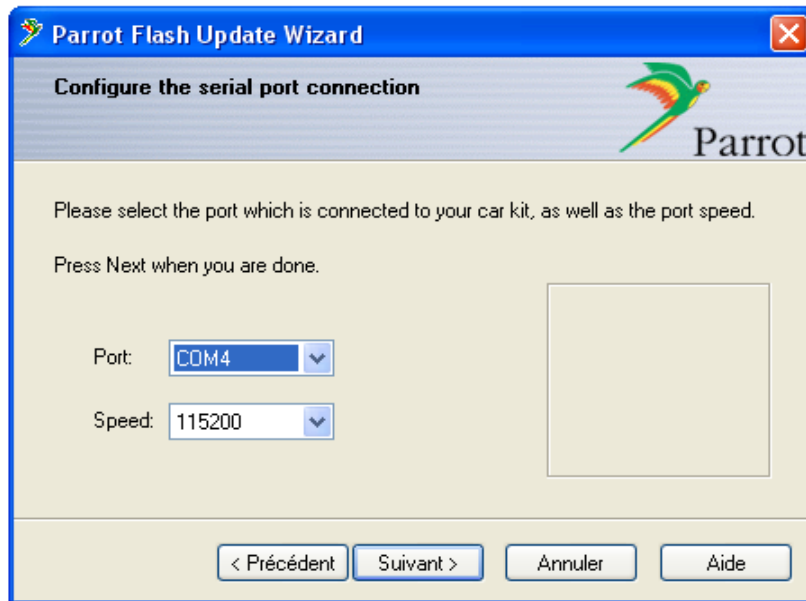 Parrot Flash Update Wizard
Configure the serial port connection
Parrot
Please select the port which is connected to your car kit, as well as the port speed.
Press Next when you are done.
Port: COM4
Speed: 115200
< Précédent Suivant > Annuler Aide